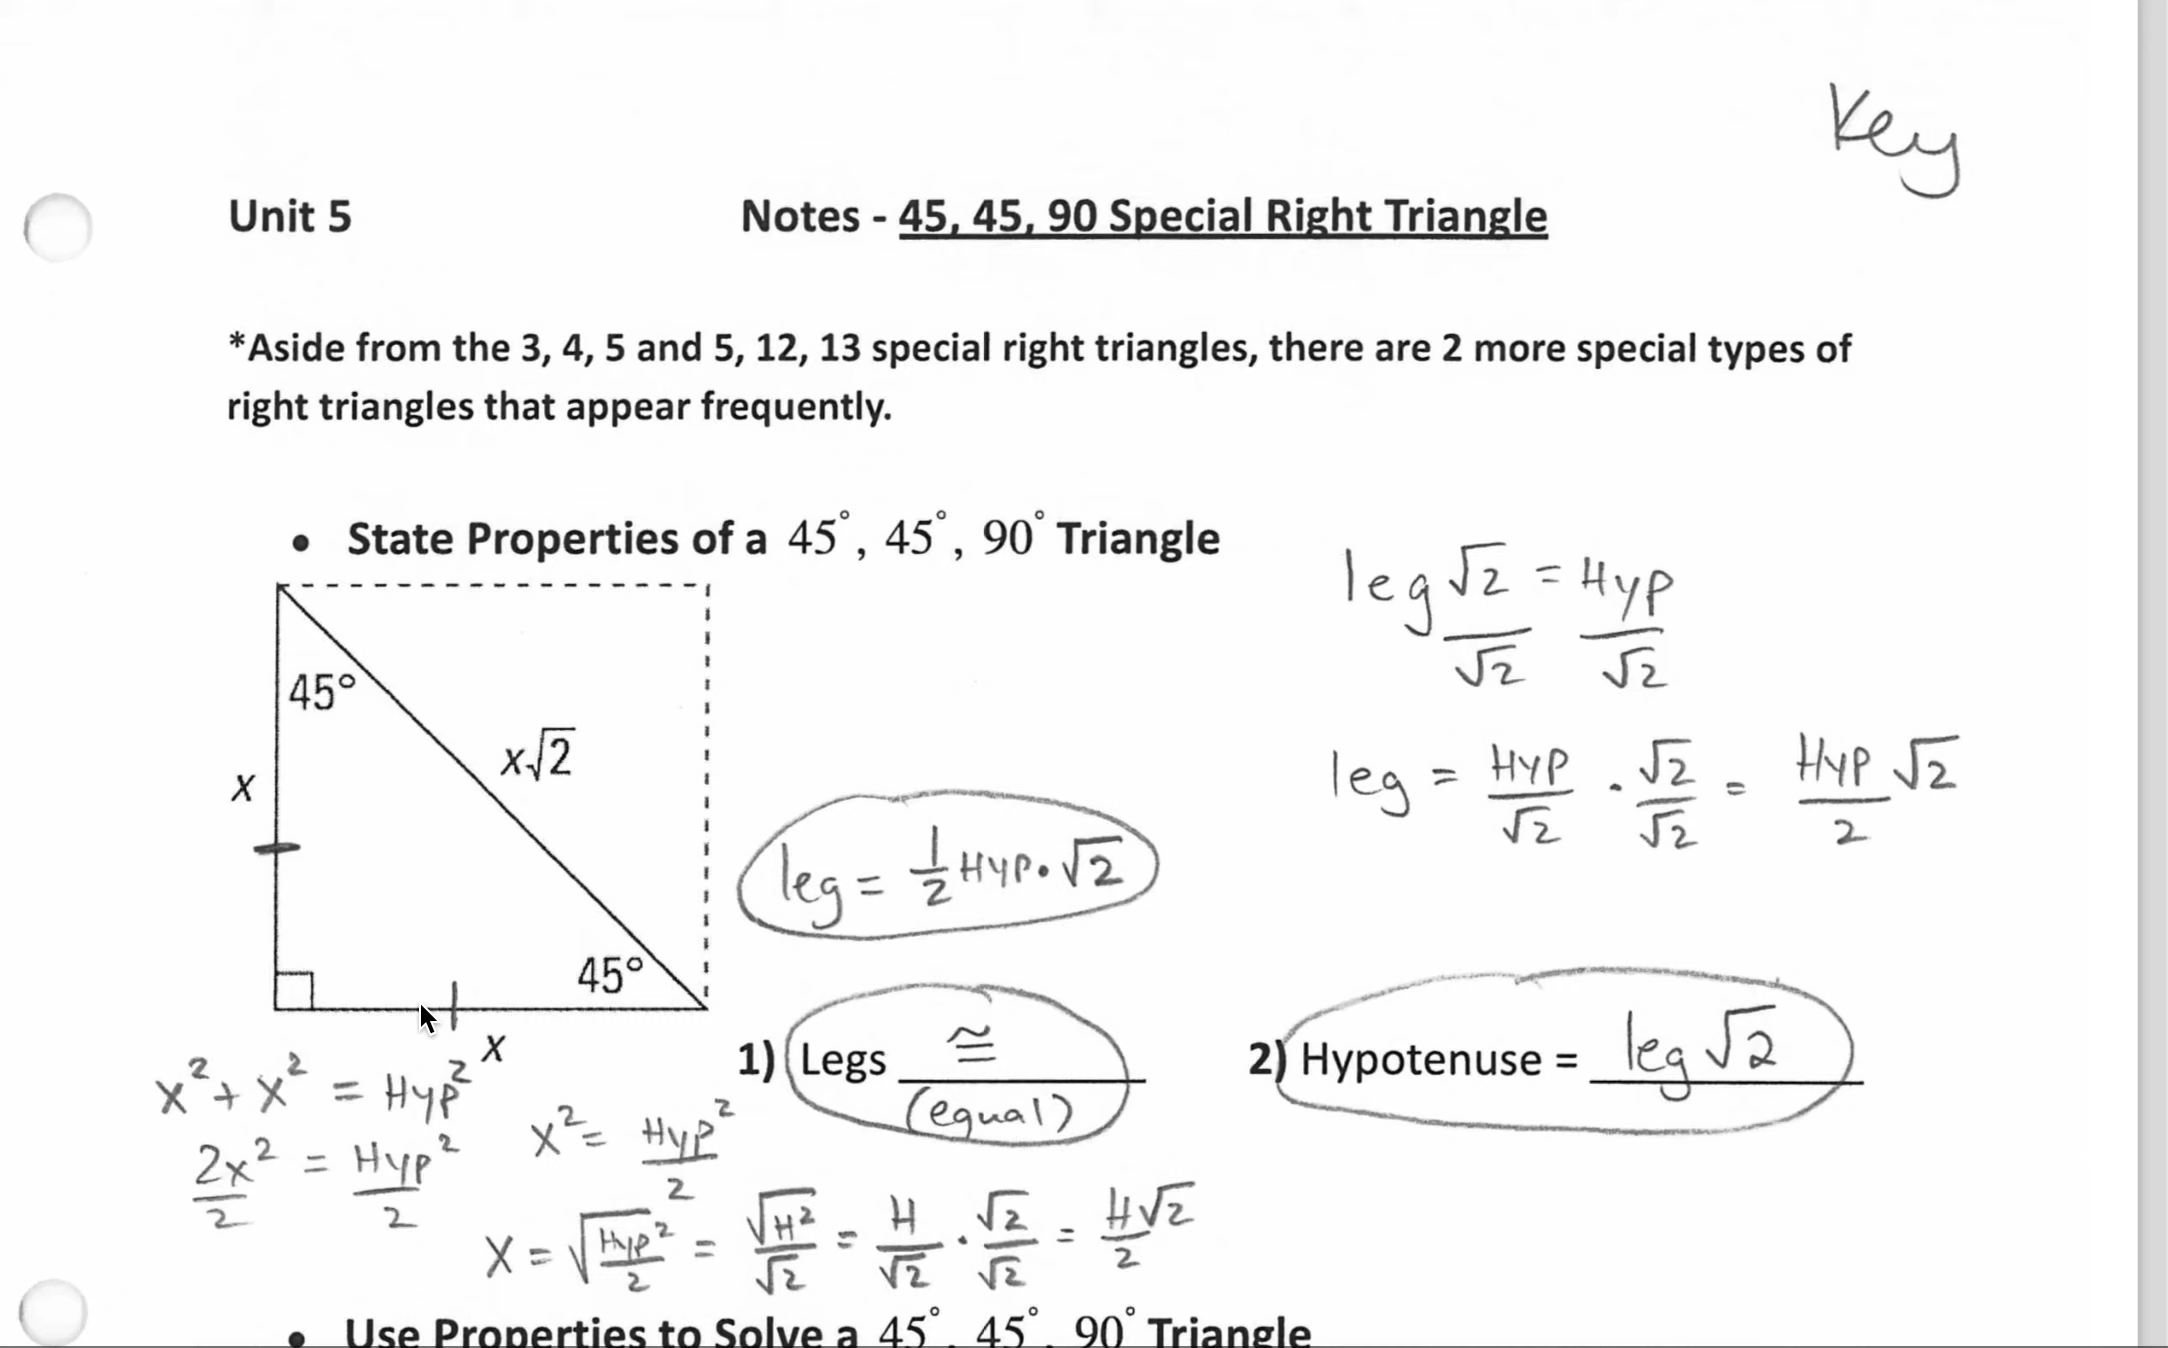 Key
Unit 5 Notes - 45, 45, 90 Special Right Triangle
*Aside from the 3, 4, 5 and 5, 12, 13 special right triangles, there are 2 more special types of
right triangles that appear frequently.
• State Properties of a 45°, 45°, 90° Triangle
leg√2 / √2 = Hyp / √2
leg = Hyp/√2 · √2/√2 = Hyp√2 / 2
45°
x√2
x
45°
x
leg = 1/2 Hyp · √2
1) Legs ≅
(equal)
2) Hypotenuse = leg√2
x² + x² = Hyp²
2x²/2 = Hyp²/2
x² = Hyp²/2
x = √(Hyp²/2) = √H²/√2 = H/√2 · √2/√2 = H√2/2
• Use Properties to Solve a 45°, 45°, 90° Triangle